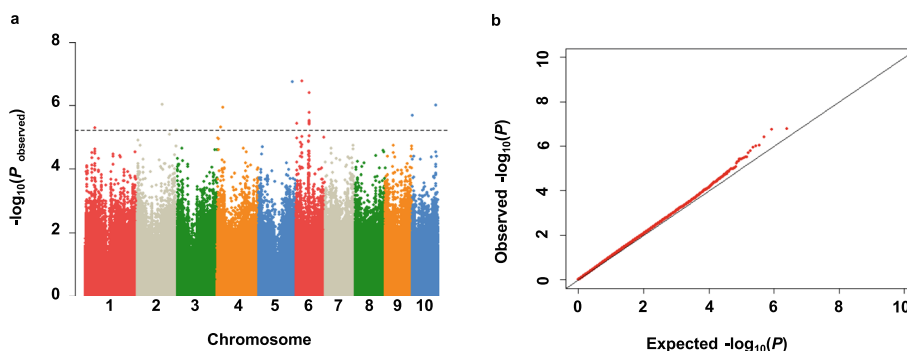 a
8
6
4
2
0
-log10(P observed)
1 2 3 4 5 6 7 8 9 10
Chromosome
b
10
8
6
4
2
0
Observed -log10(P)
0 2 4 6 8 10
Expected -log10(P)